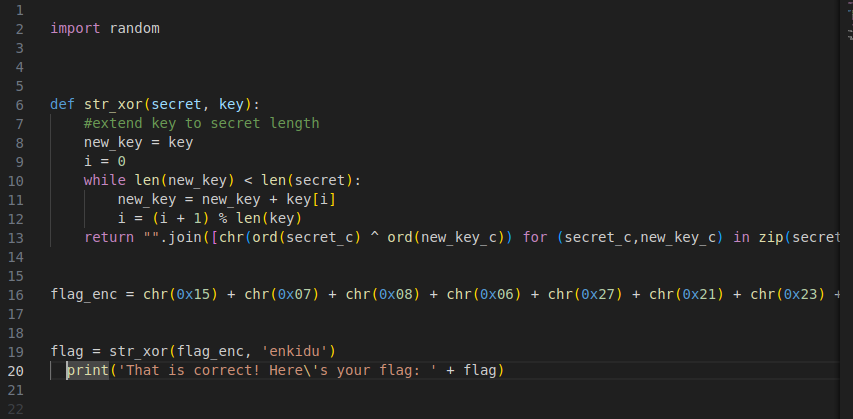 1
2 import random
3
4
5
6 def str_xor(secret, key):
7     #extend key to secret length
8     new_key = key
9     i = 0
10     while len(new_key) < len(secret):
11         new_key = new_key + key[i]
12         i = (i + 1) % len(key)
13     return "".join([chr(ord(secret_c) ^ ord(new_key_c)) for (secret_c,new_key_c) in zip(secret
14
15
16 flag_enc = chr(0x15) + chr(0x07) + chr(0x08) + chr(0x06) + chr(0x27) + chr(0x21) + chr(0x23) +
17
18
19 flag = str_xor(flag_enc, 'enkidu')
20   print('That is correct! Here\'s your flag: ' + flag)
21
22